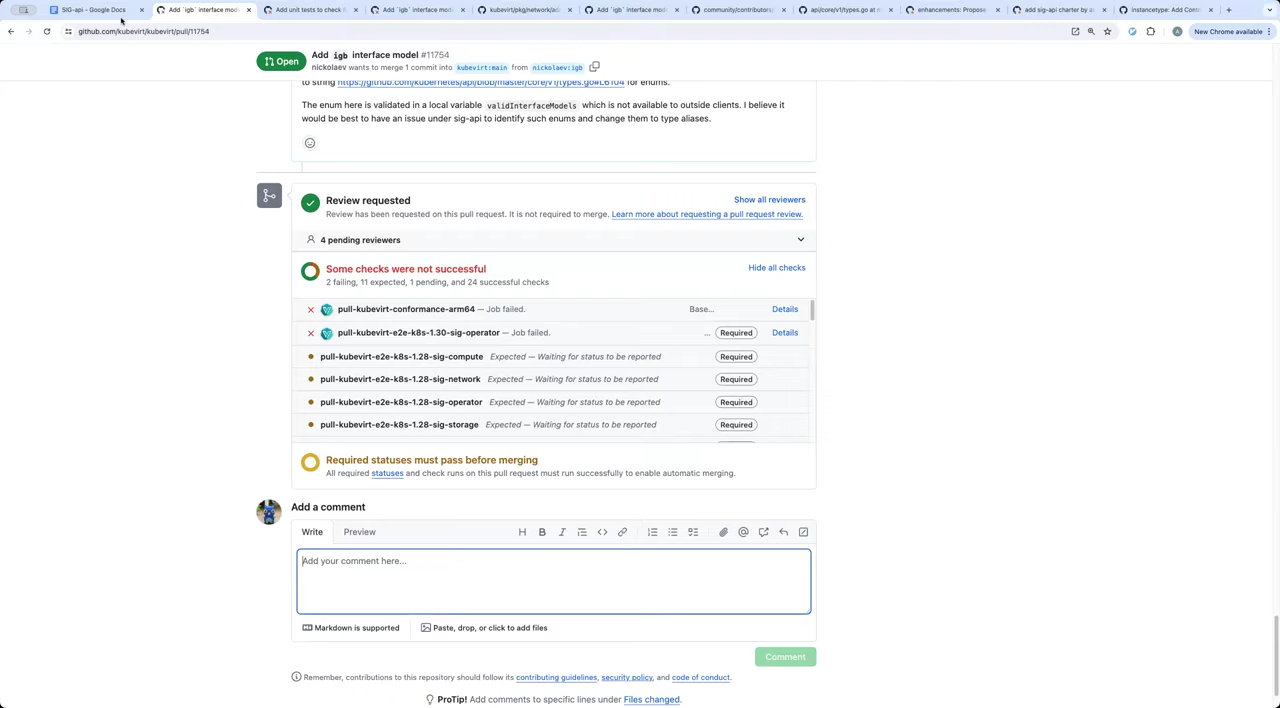 SIG-api - Google Docs
Add `igb` interface mode
Add unit tests to check f
Add `igb` interface mode
kubevirt/pkg/network/ad
Add `igb` interface mode
community/contributors
api/core/v1/types.go at m
enhancements: Propose
add sig-api charter by al
instancetype: Add Contr
github.com/kubevirt/kubevirt/pull/11754
New Chrome available
Open
Add igb interface model #11754
nickolaev wants to merge 1 commit into kubevirt:main from nickolaev:igb
to string https://github.com/kubernetes/api/blob/master/core/v1/types.go#L6104 for enums.
The enum here is validated in a local variable validInterfaceModels which is not available to outside clients. I believe it
would be best to have an issue under sig-api to identify such enums and change them to type aliases.
Review requested
Show all reviewers
Review has been requested on this pull request. It is not required to merge. Learn more about requesting a pull request review.
4 pending reviewers
Some checks were not successful
Hide all checks
2 failing, 11 expected, 1 pending, and 24 successful checks
pull-kubevirt-conformance-arm64 — Job failed. Base... Details
pull-kubevirt-e2e-k8s-1.30-sig-operator — Job failed. ... Required Details
pull-kubevirt-e2e-k8s-1.28-sig-compute Expected — Waiting for status to be reported Required
pull-kubevirt-e2e-k8s-1.28-sig-network Expected — Waiting for status to be reported Required
pull-kubevirt-e2e-k8s-1.28-sig-operator Expected — Waiting for status to be reported Required
pull-kubevirt-e2e-k8s-1.28-sig-storage Expected — Waiting for status to be reported Required
Required statuses must pass before merging
All required statuses and check runs on this pull request must run successfully to enable automatic merging.
Add a comment
Write Preview
Add your comment here...
Markdown is supported
Paste, drop, or click to add files
Comment
Remember, contributions to this repository should follow its contributing guidelines, security policy, and code of conduct.
ProTip! Add comments to specific lines under Files changed.